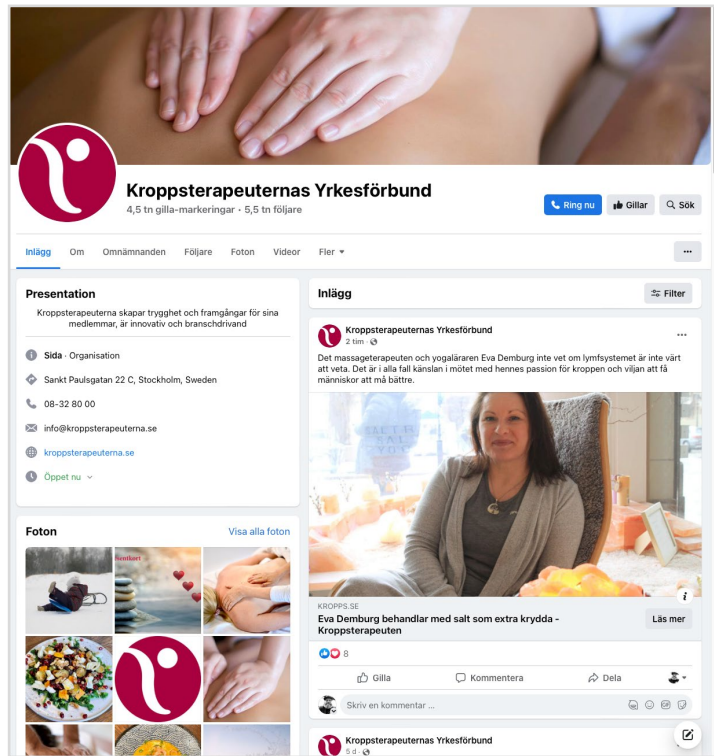 Kroppsterapeuternas Yrkesförbund
4,5 tn gilla-markeringar · 5,5 tn följare
Ring nu
Gillar
Sök
Inlägg
Om
Omnämnanden
Följare
Foton
Videor
Fler
Presentation
Kroppsterapeuterna skapar trygghet och framgångar för sina
medlemmar, är innovativ och branschdrivand
Sida · Organisation
Sankt Paulsgatan 22 C, Stockholm, Sweden
08-32 80 00
info@kroppsterapeuterna.se
kroppsterapeuterna.se
Öppet nu
Foton
Visa alla foton
Inlägg
Filter
Kroppsterapeuternas Yrkesförbund
2 tim ·
Det massageterapeuten och yogaläraren Eva Demburg inte vet om lymfsystemet är inte värt
att veta. Det är i alla fall känslan i mötet med hennes passion för kroppen och viljan att få
människor att må bättre.
KROPPS.SE
Eva Demburg behandlar med salt som extra krydda -
Kroppsterapeuten
Läs mer
8
Gilla
Kommentera
Dela
Skriv en kommentar ...
GIF
Kroppsterapeuternas Yrkesförbund
5 d ·